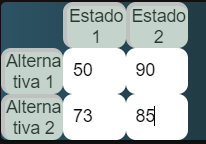 Estado Estado
1 2
Alterna
tiva 1 50 90
Alterna
tiva 2 73 85